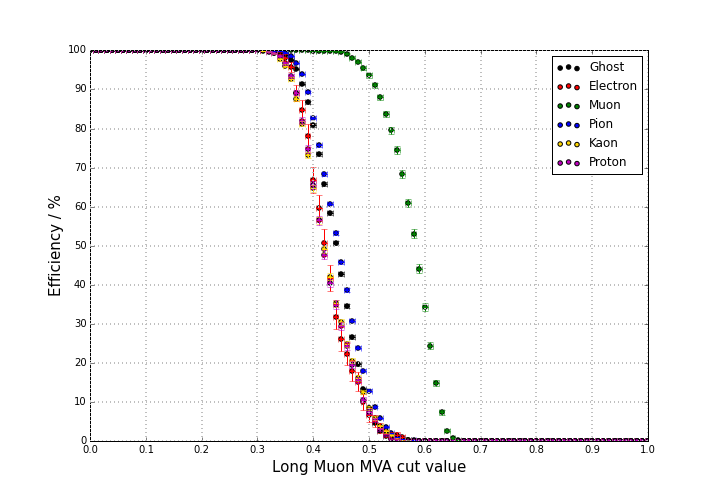 100
90
80
70
60
50
40
30
20
10
0
Efficiency / %
0.0 0.1 0.2 0.3 0.4 0.5 0.6 0.7 0.8 0.9 1.0
Long Muon MVA cut value
Ghost
Electron
Muon
Pion
Kaon
Proton